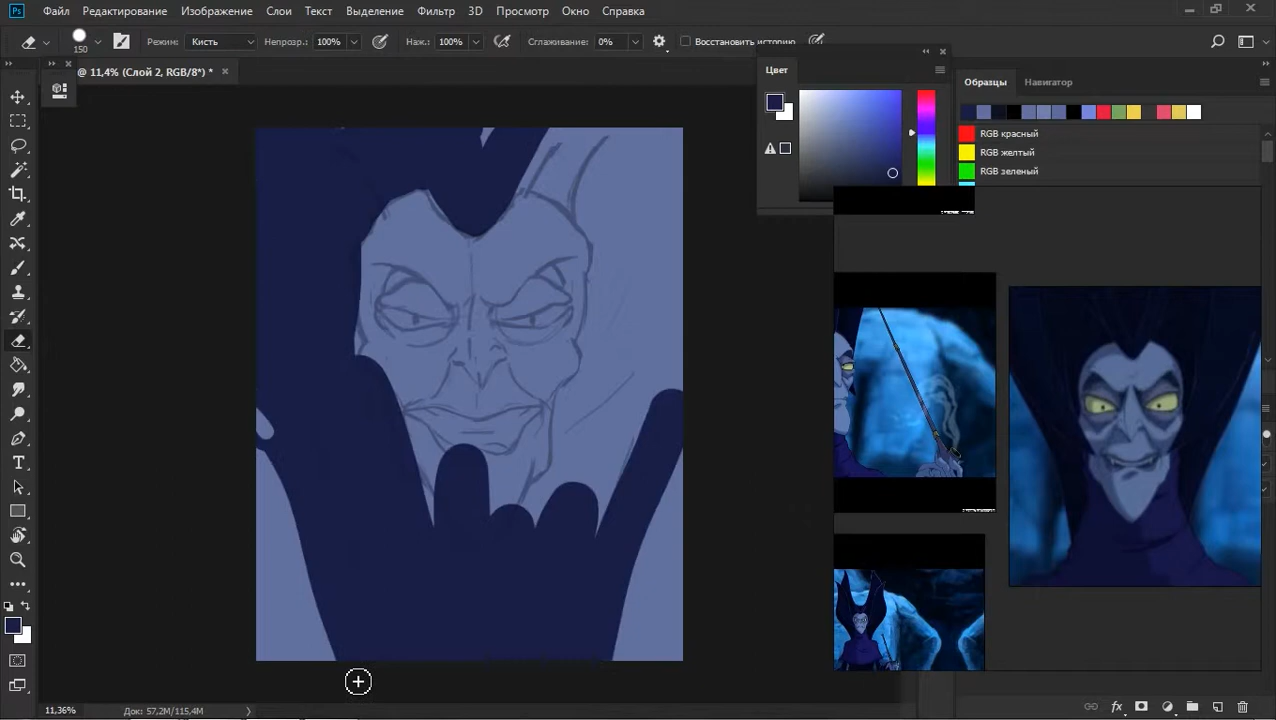 Ps Файл Редактирование Изображение Слои Текст Выделение Фильтр 3D Просмотр Окно Справка
150 Режим: Кисть Непрозр.: 100% Наж.: 100% Сглаживание: 0% Восстановить историю
@ 11,4% (Слой 2, RGB/8*) *
Цвет
Образцы Навигатор
RGB красный
RGB желтый
RGB зеленый
11,36% Док: 57,2M/115,4M